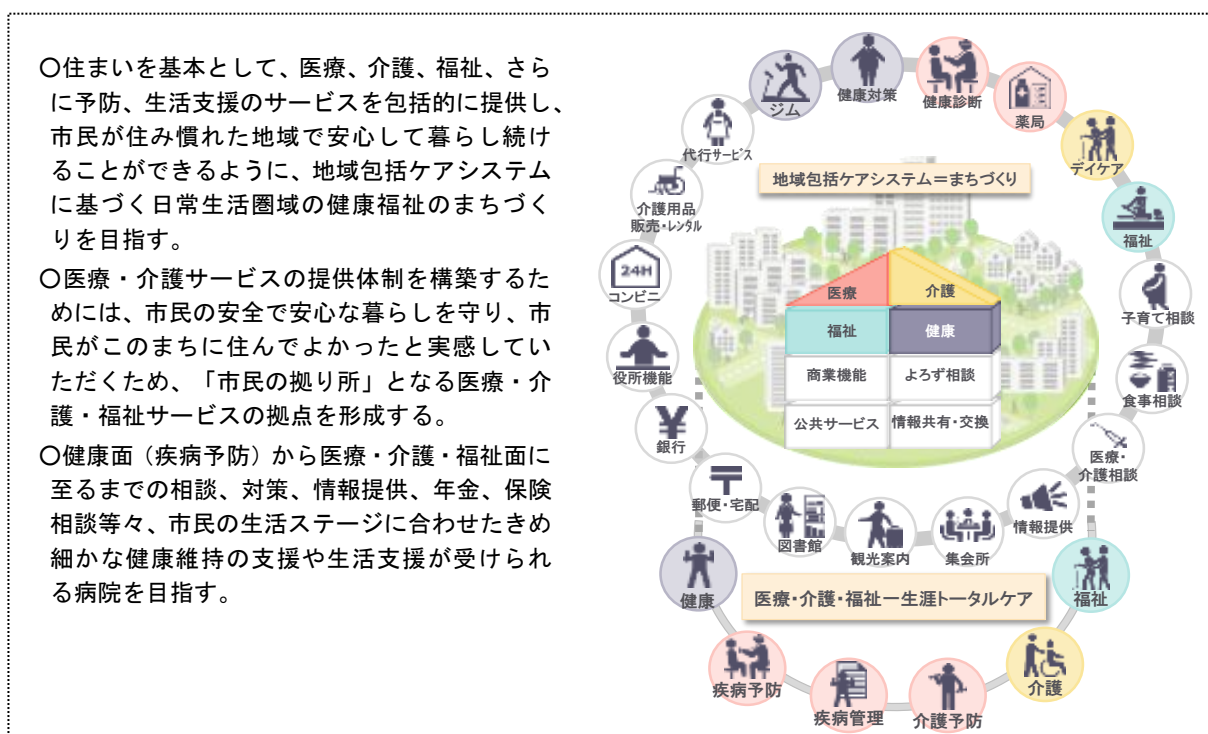 〇住まいを基本として、医療、介護、福祉、さら
に予防、生活支援のサービスを包括的に提供し、
市民が住み慣れた地域で安心して暮らし続け
ることができるように、地域包括ケアシステム
に基づく日常生活圏域の健康福祉のまちづく
りを目指す。
〇医療・介護サービスの提供体制を構築するた
めには、市民の安全で安心な暮らしを守り、市
民がこのまちに住んでよかったと実感してい
ただくため、「市民の拠り所」となる医療・介
護・福祉サービスの拠点を形成する。
〇健康面（疾病予防）から医療・介護・福祉面に
至るまでの相談、対策、情報提供、年金、保険
相談等々、市民の生活ステージに合わせたきめ
細かな健康維持の支援や生活支援が受けられ
る病院を目指す。
ジム
健康対策
健康診断
薬局
デイケア
福祉
子育て相談
食事相談
医療・
介護相談
情報提供
集会所
観光案内
図書館
郵便・宅配
銀行
役所機能
24H
コンビニ
介護用品
販売・レンタル
代行サービス
地域包括ケアシステム＝まちづくり
医療
介護
福祉
健康
商業機能
よろず相談
公共サービス
情報共有・交換
医療・介護・福祉ー生涯トータルケア
健康
疾病予防
疾病管理
介護予防
介護
福祉